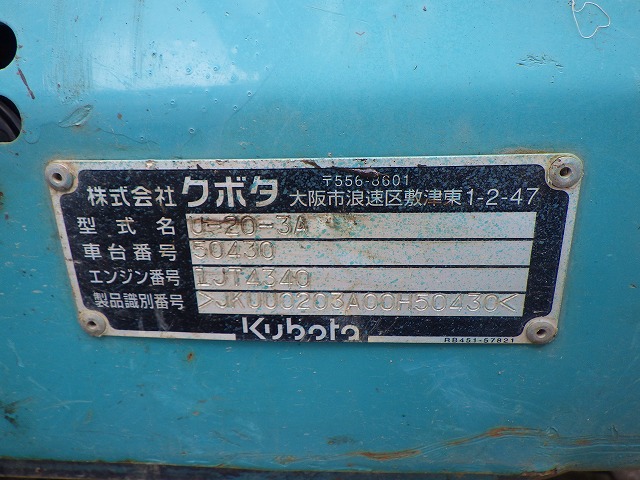 株式会社 クボタ 〒556-8601
大阪市浪速区敷津東1-2-47
型式名 U-20-3A
車台番号 50430
エンジン番号 1JT4340
製品識別番号 >JKUU0203A00H50430<
Kubota
RB451-57821